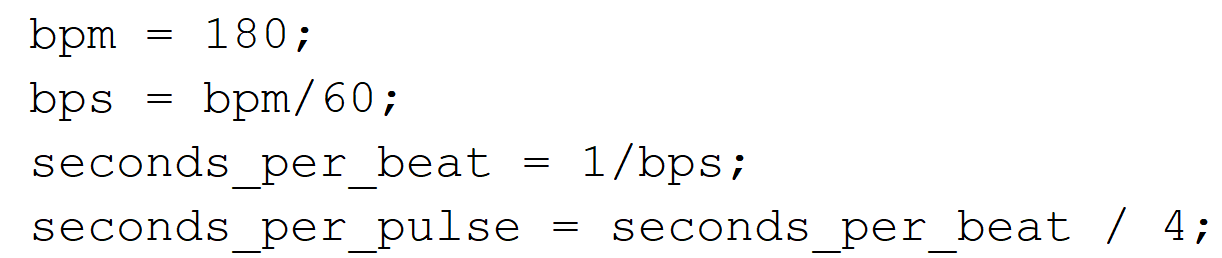 bpm = 180;
bps = bpm/60;
seconds_per_beat = 1/bps;
seconds_per_pulse = seconds_per_beat / 4;